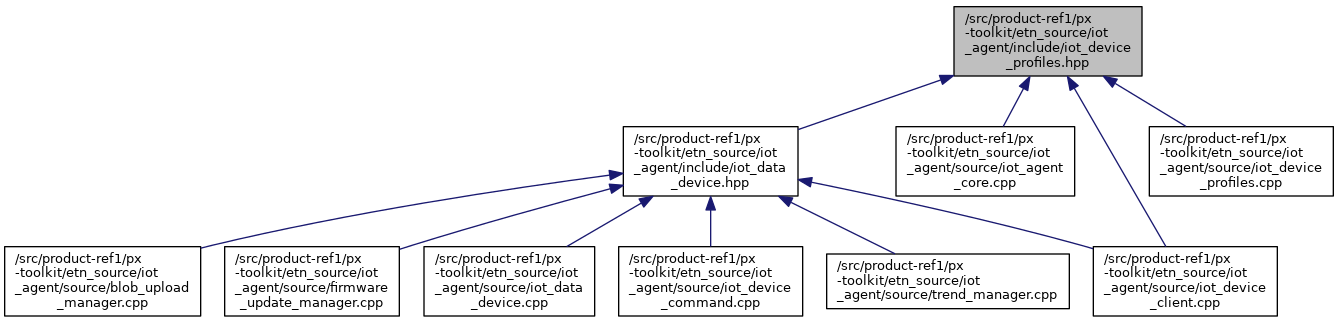 /src/product-ref1/px
-toolkit/etn_source/iot
_agent/include/iot_device
_profiles.hpp
/src/product-ref1/px
-toolkit/etn_source/iot
_agent/include/iot_data
_device.hpp
/src/product-ref1/px
-toolkit/etn_source/iot
_agent/source/iot_agent
_core.cpp
/src/product-ref1/px
-toolkit/etn_source/iot
_agent/source/iot_device
_profiles.cpp
/src/product-ref1/px
-toolkit/etn_source/iot
_agent/source/blob_upload
_manager.cpp
/src/product-ref1/px
-toolkit/etn_source/iot
_agent/source/firmware
_update_manager.cpp
/src/product-ref1/px
-toolkit/etn_source/iot
_agent/source/iot_data
_device.cpp
/src/product-ref1/px
-toolkit/etn_source/iot
_agent/source/iot_device
_command.cpp
/src/product-ref1/px
-toolkit/etn_source/iot
_agent/source/trend_manager.cpp
/src/product-ref1/px
-toolkit/etn_source/iot
_agent/source/iot_device
_client.cpp